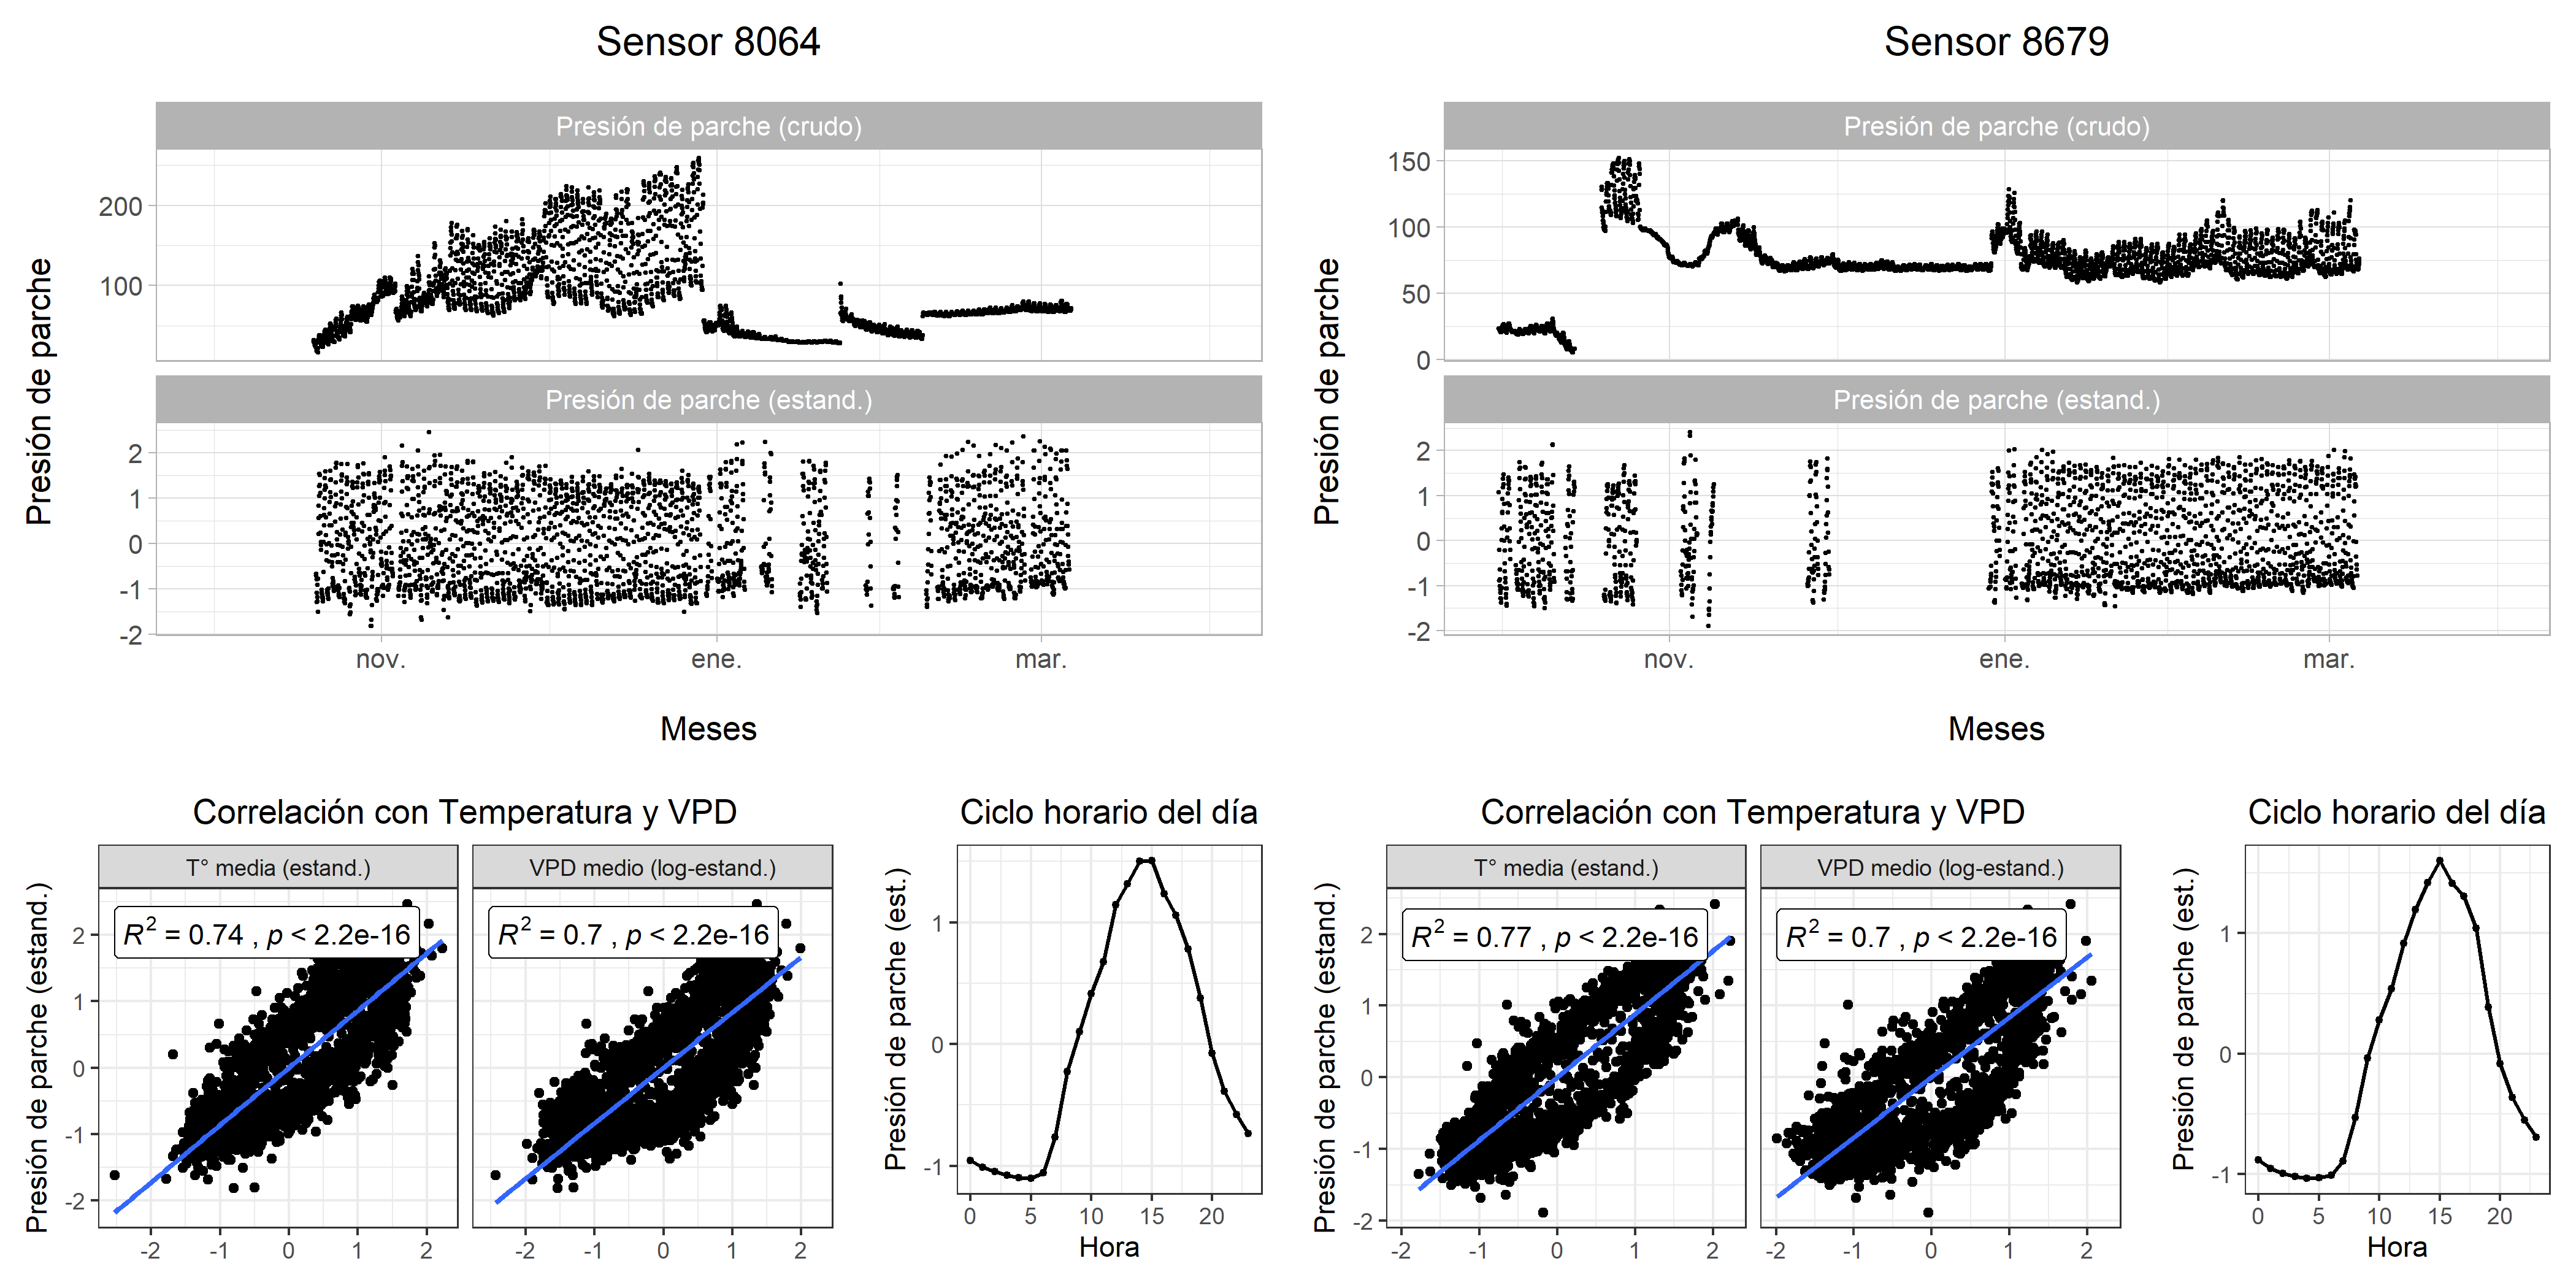 Sensor 8064
Presión de parche (crudo)
200
100
Presión de parche (estand.)
2
1
0
-1
-2
nov.
ene.
mar.
Presión de parche
Meses
Correlación con Temperatura y VPD
T° media (estand.)
VPD medio (log-estand.)
R² = 0.74 , p < 2.2e-16
R² = 0.7 , p < 2.2e-16
Presión de parche (estand.)
2
1
0
-1
-2
-2 -1 0 1 2
-2 -1 0 1 2
Ciclo horario del día
Presión de parche (est.)
1
0
-1
0 5 10 15 20
Hora
Sensor 8679
Presión de parche (crudo)
150
100
50
0
Presión de parche (estand.)
2
1
0
-1
-2
nov.
ene.
mar.
Presión de parche
Meses
Correlación con Temperatura y VPD
T° media (estand.)
VPD medio (log-estand.)
R² = 0.77 , p < 2.2e-16
R² = 0.7 , p < 2.2e-16
Presión de parche (estand.)
2
1
0
-1
-2
-2 -1 0 1 2
-2 -1 0 1 2
Ciclo horario del día
Presión de parche (est.)
1
0
-1
0 5 10 15 20
Hora